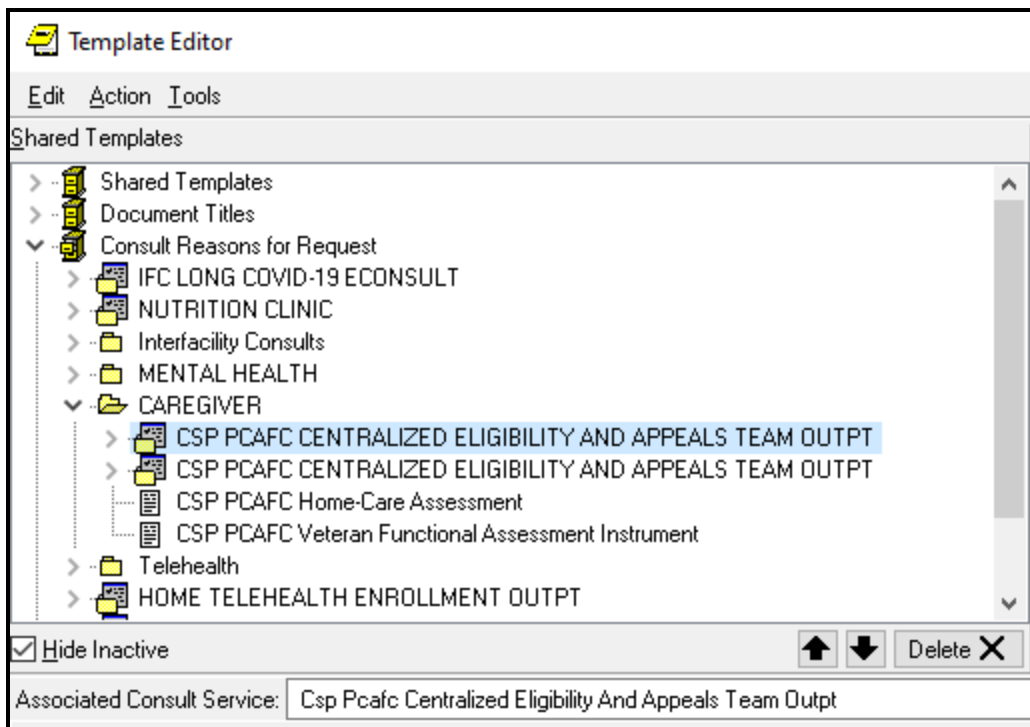 Template Editor
Edit Action Tools
Shared Templates
Shared Templates
Document Titles
Consult Reasons for Request
IFC LONG COVID-19 ECONSULT
NUTRITION CLINIC
Interfacility Consults
MENTAL HEALTH
CAREGIVER
CSP PCAFC CENTRALIZED ELIGIBILITY AND APPEALS TEAM OUTPT
CSP PCAFC CENTRALIZED ELIGIBILITY AND APPEALS TEAM OUTPT
CSP PCAFC Home-Care Assessment
CSP PCAFC Veteran Functional Assessment Instrument
Telehealth
HOME TELEHEALTH ENROLLMENT OUTPT
Hide Inactive Delete
Associated Consult Service: Csp Pcafc Centralized Eligibility And Appeals Team Outpt